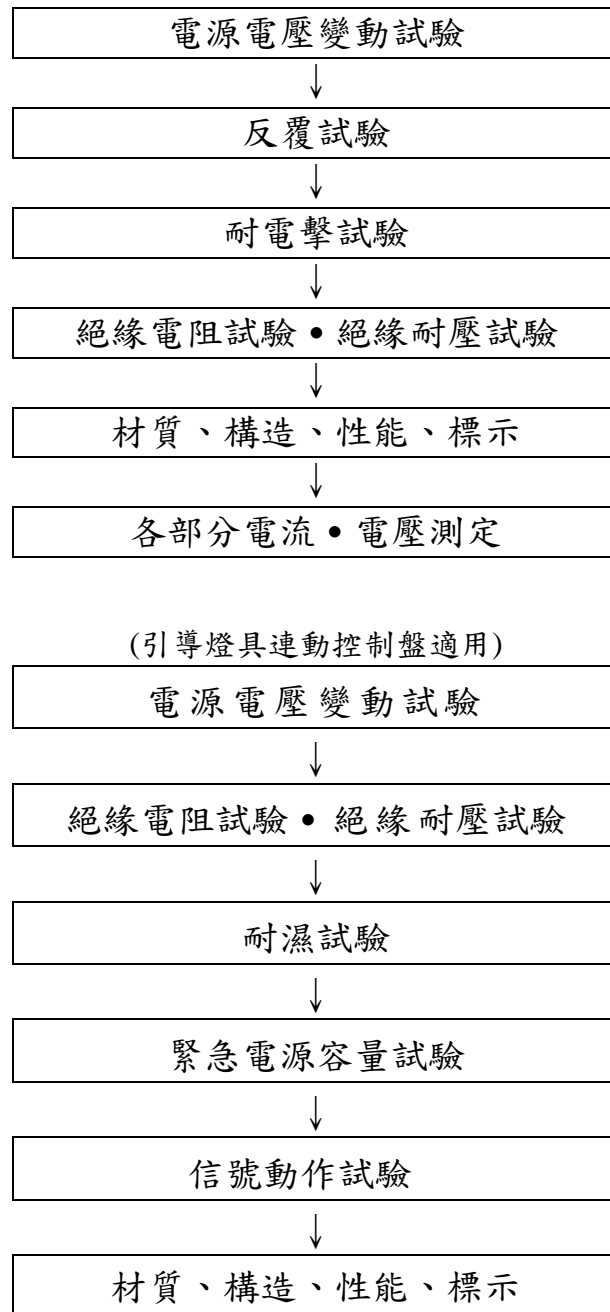 電源電壓變動試驗
↓
反覆試驗
↓
耐電擊試驗
↓
絕緣電阻試驗•絕緣耐壓試驗
↓
材質、構造、性能、標示
↓
各部分電流•電壓測定
(引導燈具連動控制盤適用)
電源電壓變動試驗
↓
絕緣電阻試驗• 絕緣耐壓試驗
↓
耐濕試驗
↓
緊急電源容量試驗
↓
信號動作試驗
↓
材質、構造、性能、標示